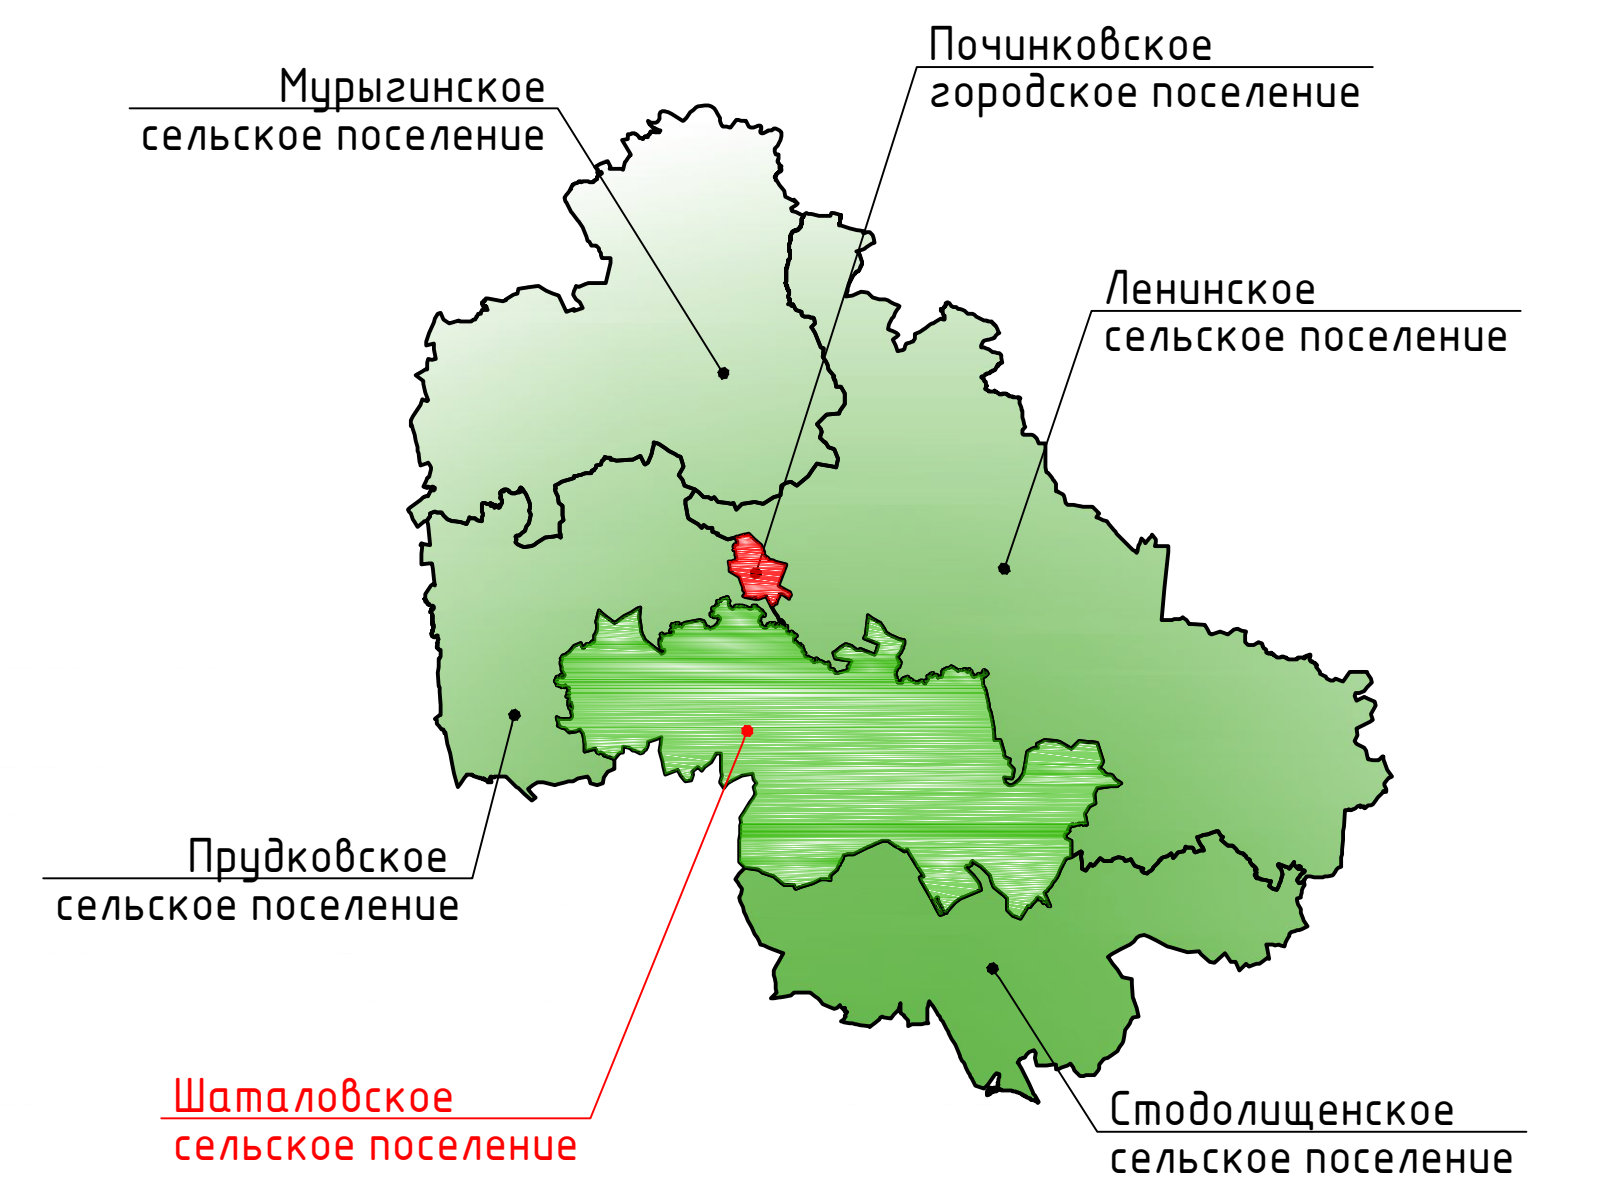 Починковское
городское поселение
Мурыгинское
сельское поселение
Ленинское
сельское поселение
Прудковское
сельское поселение
Шаталовское
сельское поселение
Стодолищенское
сельское поселение